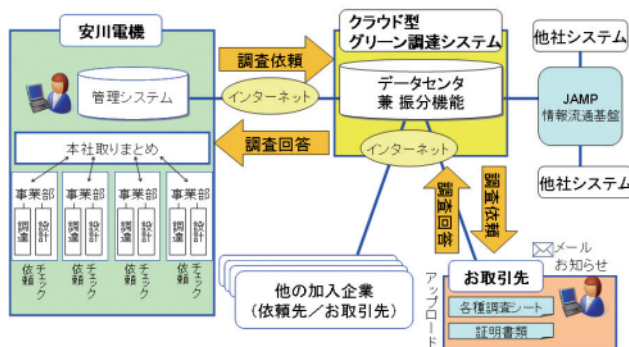 安川電機
管理システム
本社取りまとめ
事業部
調達
設計
依頼
チェック
事業部
調達
設計
依頼
チェック
事業部
調達
設計
依頼
チェック
事業部
調達
設計
依頼
チェック
調査依頼
インターネット
調査回答
クラウド型
グリーン調達システム
データセンタ
兼 振分機能
インターネット
他社システム
JAMP
情報流通基盤
他社システム
他の加入企業
(依頼先/お取引先)
調査回答
調査依頼
メール
お知らせ
お取引先
アップロード
各種調査シート
証明書類